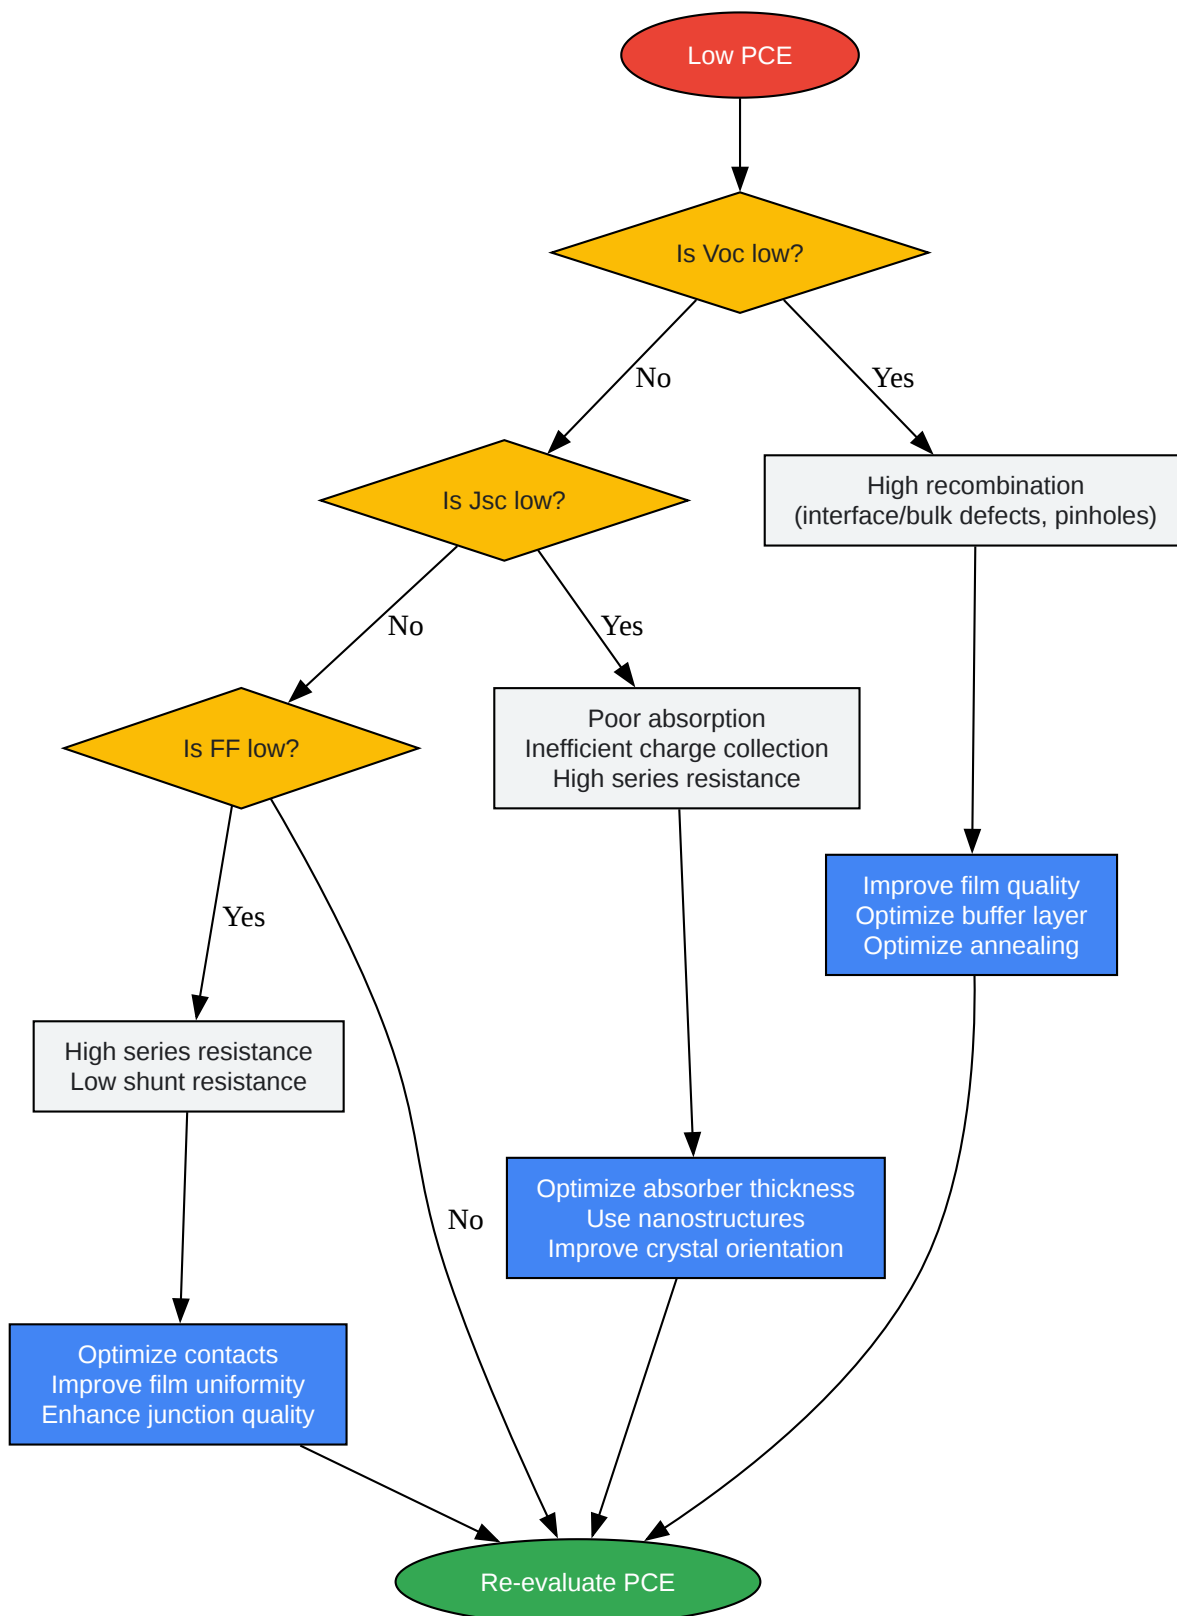 Low PCE
Is Voc low?
No
Yes
Is Jsc low?
High recombination
(interface/bulk defects, pinholes)
No
Yes
Is FF low?
Poor absorption
Inefficient charge collection
High series resistance
Improve film quality
Optimize buffer layer
Optimize annealing
Yes
High series resistance
Low shunt resistance
No
Optimize absorber thickness
Use nanostructures
Improve crystal orientation
Optimize contacts
Improve film uniformity
Enhance junction quality
Re-evaluate PCE